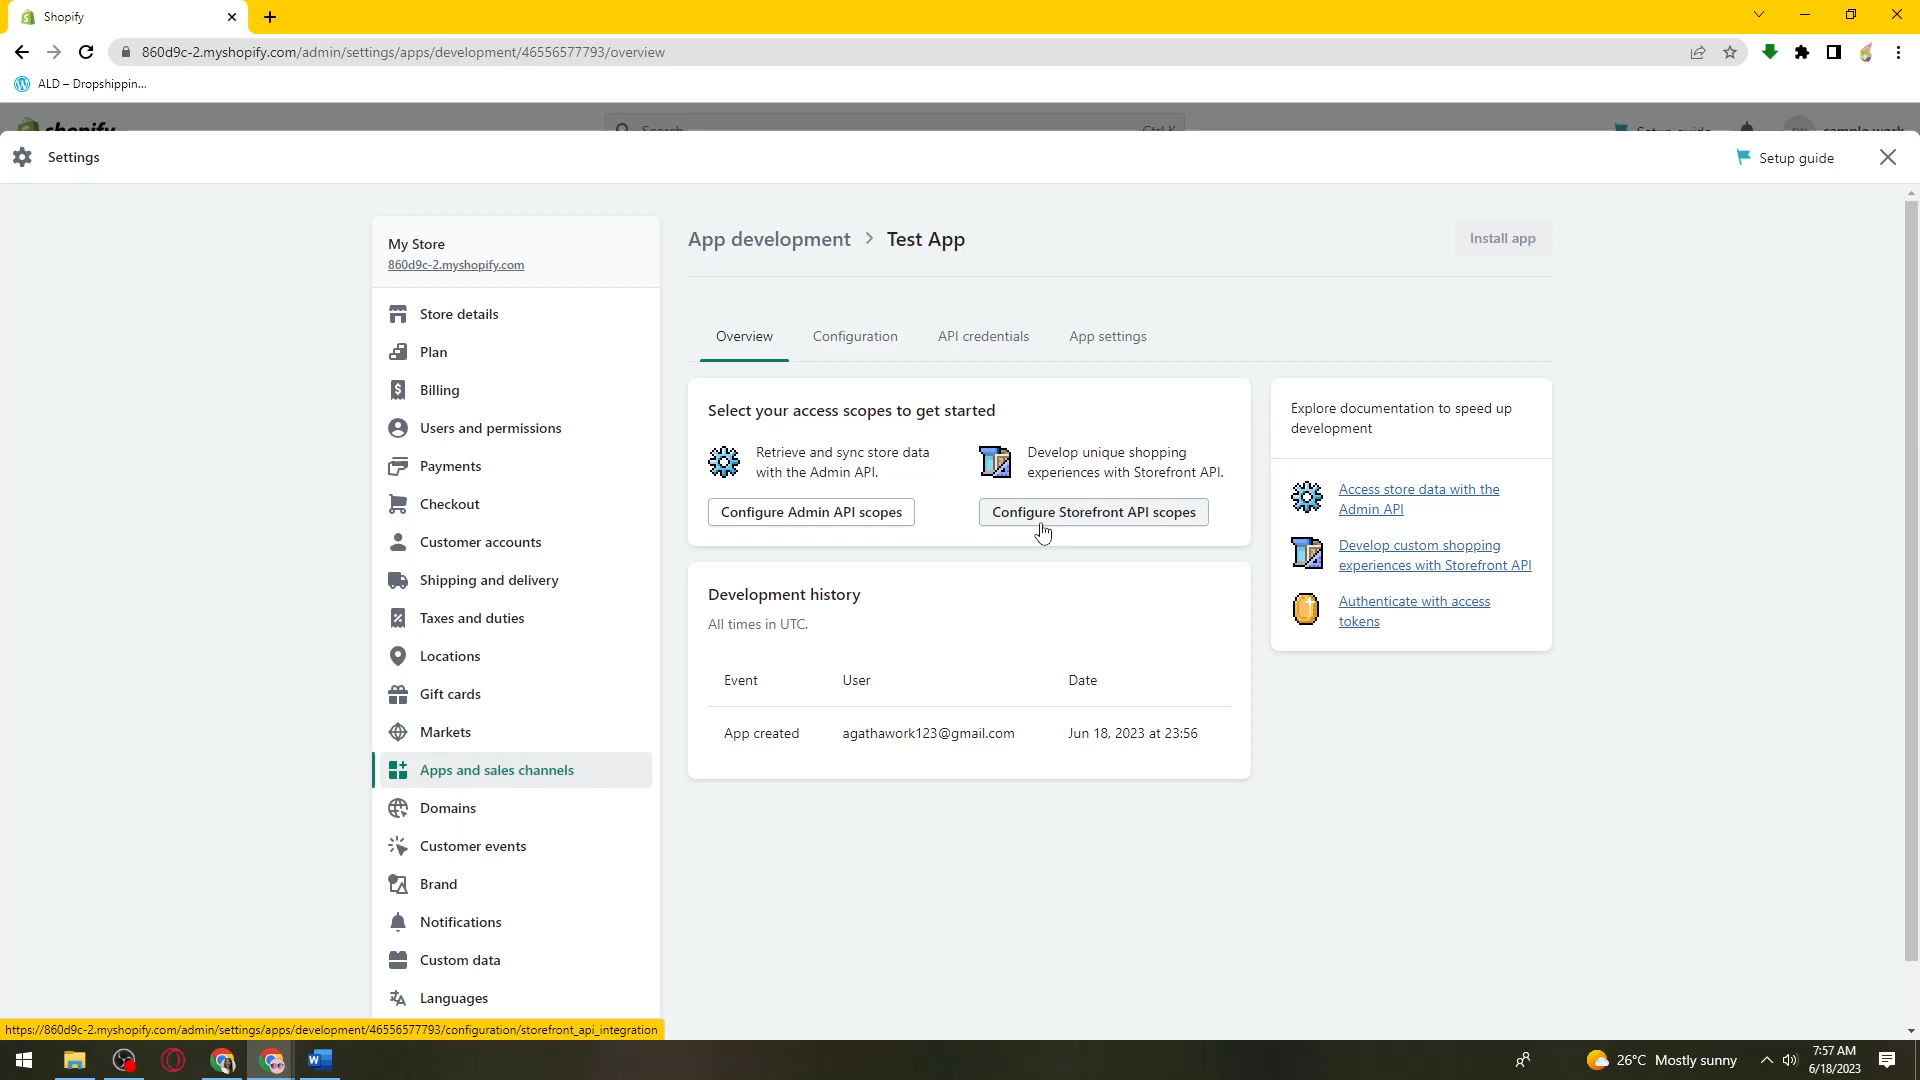 Shopify
860d9c-2.myshopify.com/admin/settings/apps/development/46556577793/overview
ALD – Dropshippin...
shopify
Search
Ctrl K
Setup guide
sample work
Settings
Setup guide
My Store
860d9c-2.myshopify.com
Store details
Plan
Billing
Users and permissions
Payments
Checkout
Customer accounts
Shipping and delivery
Taxes and duties
Locations
Gift cards
Markets
Apps and sales channels
Domains
Customer events
Brand
Notifications
Custom data
Languages
App development > Test App
Install app
Overview
Configuration
API credentials
App settings
Select your access scopes to get started
Retrieve and sync store data
with the Admin API.
Configure Admin API scopes
Develop unique shopping
experiences with Storefront API.
Configure Storefront API scopes
Development history
All times in UTC.
Event User Date
App created agathawork123@gmail.com Jun 18, 2023 at 23:56
Explore documentation to speed up
development
Access store data with the
Admin API
Develop custom shopping
experiences with Storefront API
Authenticate with access
tokens
https://860d9c-2.myshopify.com/admin/settings/apps/development/46556577793/configuration/storefront_api_integration
26°C Mostly sunny
7:57 AM
6/18/2023